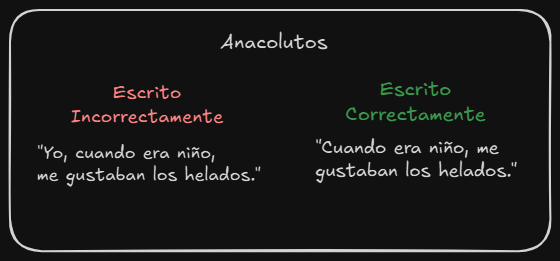 Anacolutos
Escrito
Incorrectamente
"Yo, cuando era niño,
me gustaban los helados."
Escrito
Correctamente
"Cuando era niño, me
gustaban los helados."